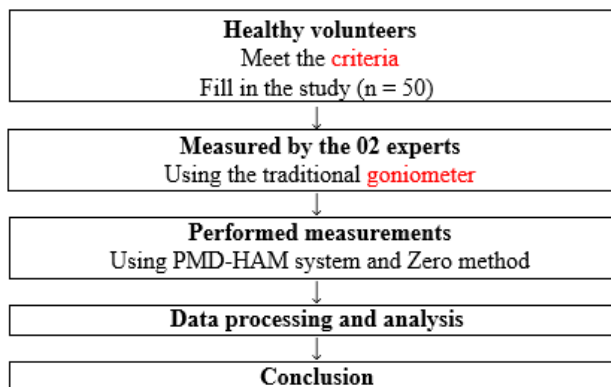 Healthy volunteers
Meet the criteria
Fill in the study (n = 50)
Measured by the 02 experts
Using the traditional goniometer
Performed measurements
Using PMD-HAM system and Zero method
Data processing and analysis
Conclusion